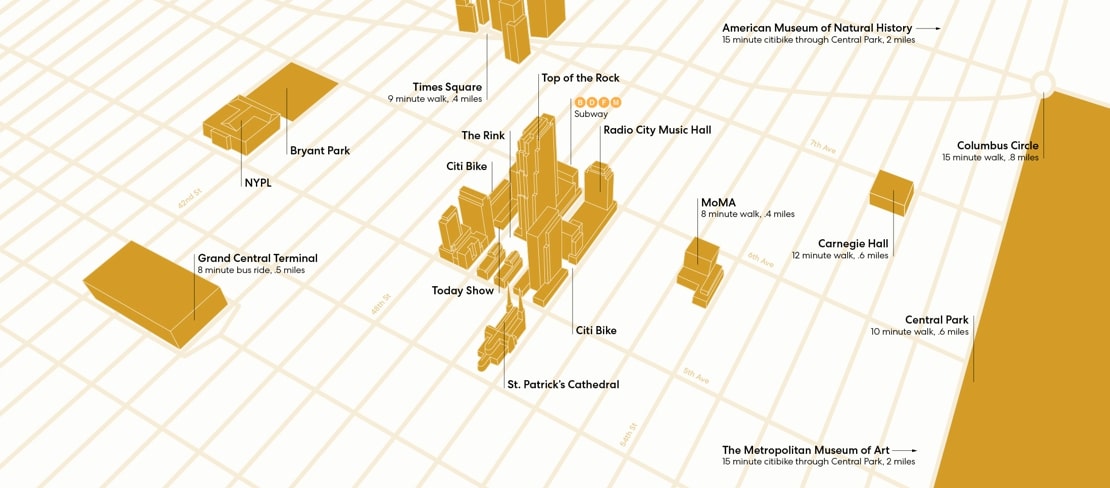 American Museum of Natural History
15 minute citibike through Central Park, 2 miles
Times Square
9 minute walk, .4 miles
Top of the Rock
B D F M
Subway
The Rink
Radio City Music Hall
Bryant Park
Citi Bike
NYPL
7th Ave
Columbus Circle
15 minute walk, .8 miles
42nd St
MoMA
8 minute walk, .4 miles
Carnegie Hall
12 minute walk, .6 miles
Grand Central Terminal
8 minute bus ride, .5 miles
6th Ave
Today Show
48th St
Citi Bike
Central Park
10 minute walk, .6 miles
St. Patrick's Cathedral
5th Ave
54th St
The Metropolitan Museum of Art
15 minute citibike through Central Park, 2 miles